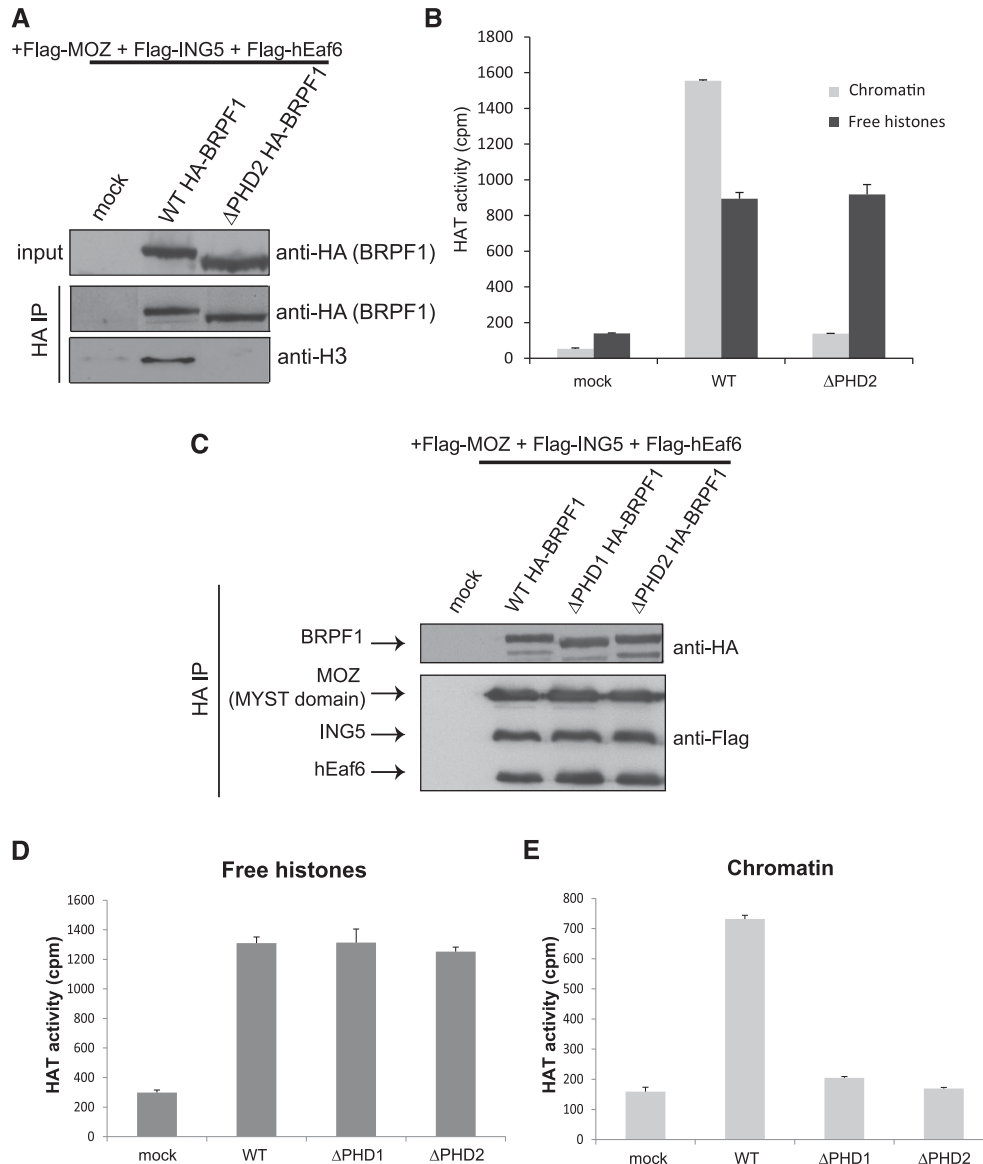 A
+Flag-MOZ + Flag-ING5 + Flag-hEaf6
mock
WT HA-BRPF1
ΔPHD2 HA-BRPF1
input
anti-HA (BRPF1)
HA IP
anti-HA (BRPF1)
anti-H3
B
HAT activity (cpm)
1800
1600
1400
1200
1000
800
600
400
200
0
mock
WT
ΔPHD2
Chromatin
Free histones
C
+Flag-MOZ + Flag-ING5 + Flag-hEaf6
mock
WT HA-BRPF1
ΔPHD1 HA-BRPF1
ΔPHD2 HA-BRPF1
HA IP
BRPF1
anti-HA
MOZ
(MYST domain)
ING5
anti-Flag
hEaf6
D
Free histones
HAT activity (cpm)
1600
1400
1200
1000
800
600
400
200
0
mock
WT
ΔPHD1
ΔPHD2
E
Chromatin
HAT activity (cpm)
800
700
600
500
400
300
200
100
0
mock
WT
ΔPHD1
ΔPHD2